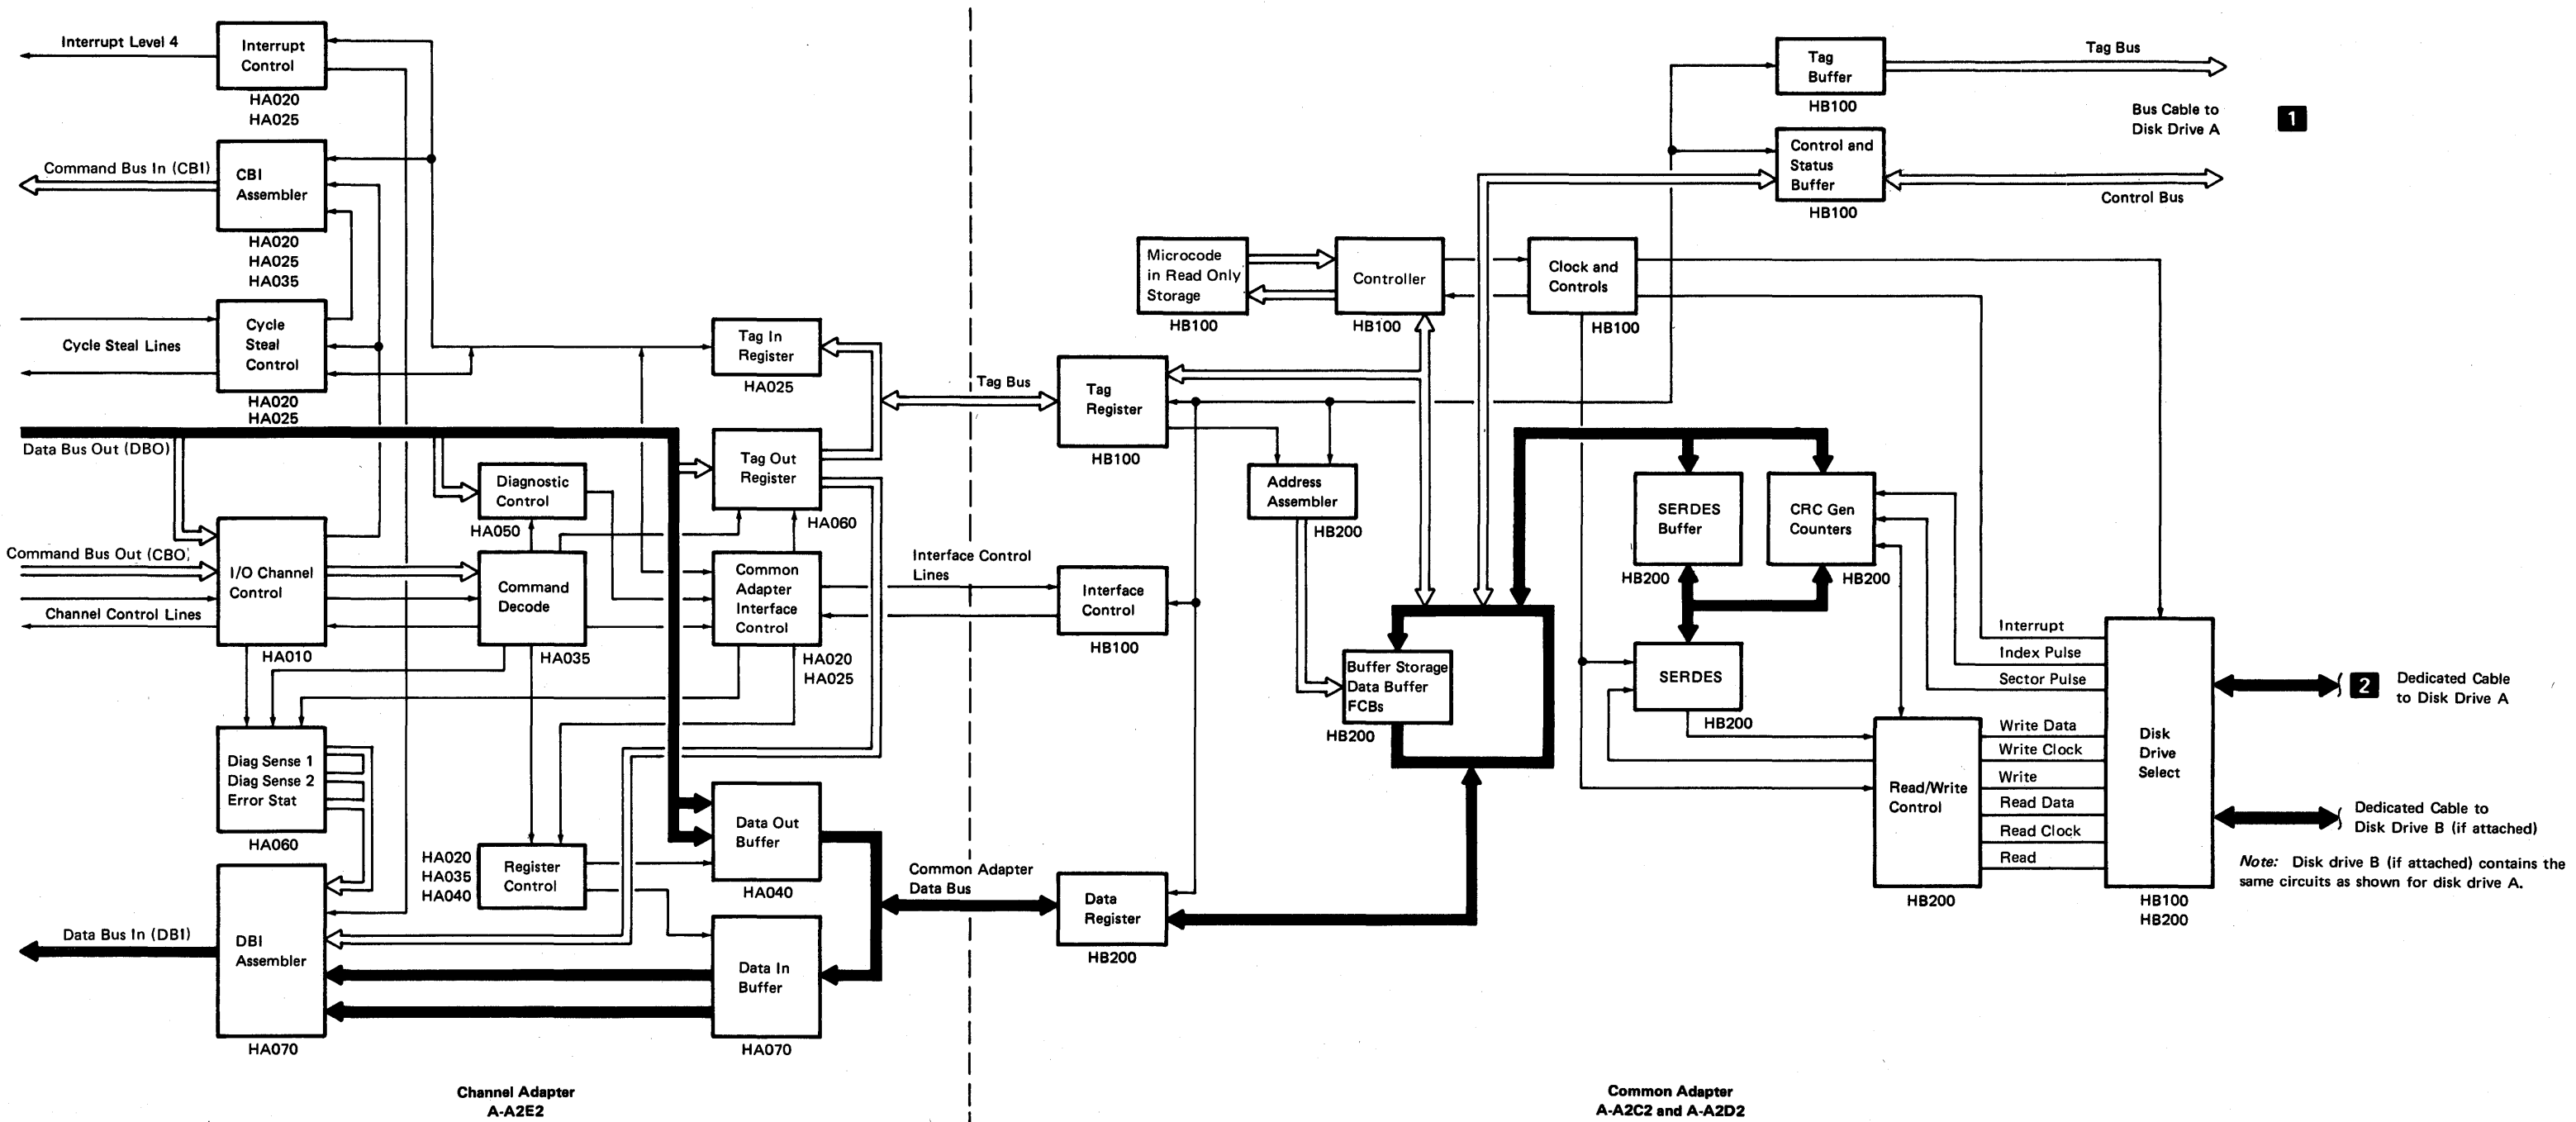 Interrupt Level 4
Interrupt
Control
HA020
HA025
Command Bus In (CBI)
CBI
Assembler
HA020
HA025
HA035
Cycle Steal Lines
Cycle
Steal
Control
HA020
HA025
Data Bus Out (DBO)
Tag In
Register
HA025
Tag Out
Register
HA060
Diagnostic
Control
HA050
Command Bus Out (CBO)
Channel Control Lines
I/O Channel
Control
HA010
Command
Decode
HA035
Common
Adapter
Interface
Control
HA020
HA025
Diag Sense 1
Diag Sense 2
Error Stat
HA060
HA020
HA035
HA040
Register
Control
Data Out
Buffer
HA040
Data Bus In (DBI)
DBI
Assembler
HA070
Data In
Buffer
HA070
Channel Adapter
A-A2E2
Tag Bus
Interface Control
Lines
Common Adapter
Data Bus
Tag
Buffer
HB100
Tag Bus
Bus Cable to
Disk Drive A
1
Control and
Status
Buffer
HB100
Control Bus
Microcode
in Read Only
Storage
HB100
Controller
HB100
Clock and
Controls
HB100
Tag
Register
HB100
Address
Assembler
HB200
Interface
Control
HB100
SERDES
Buffer
HB200
CRC Gen
Counters
HB200
Buffer Storage
Data Buffer
FCBs
HB200
SERDES
HB200
Data
Register
HB200
Read/Write
Control
HB200
Interrupt
Index Pulse
Sector Pulse
Write Data
Write Clock
Write
Read Data
Read Clock
Read
Disk
Drive
Select
HB100
HB200
2
Dedicated Cable
to Disk Drive A
Dedicated Cable to
Disk Drive B (if attached)
Note: Disk drive B (if attached) contains the
same circuits as shown for disk drive A.
Common Adapter
A-A2C2 and A-A2D2